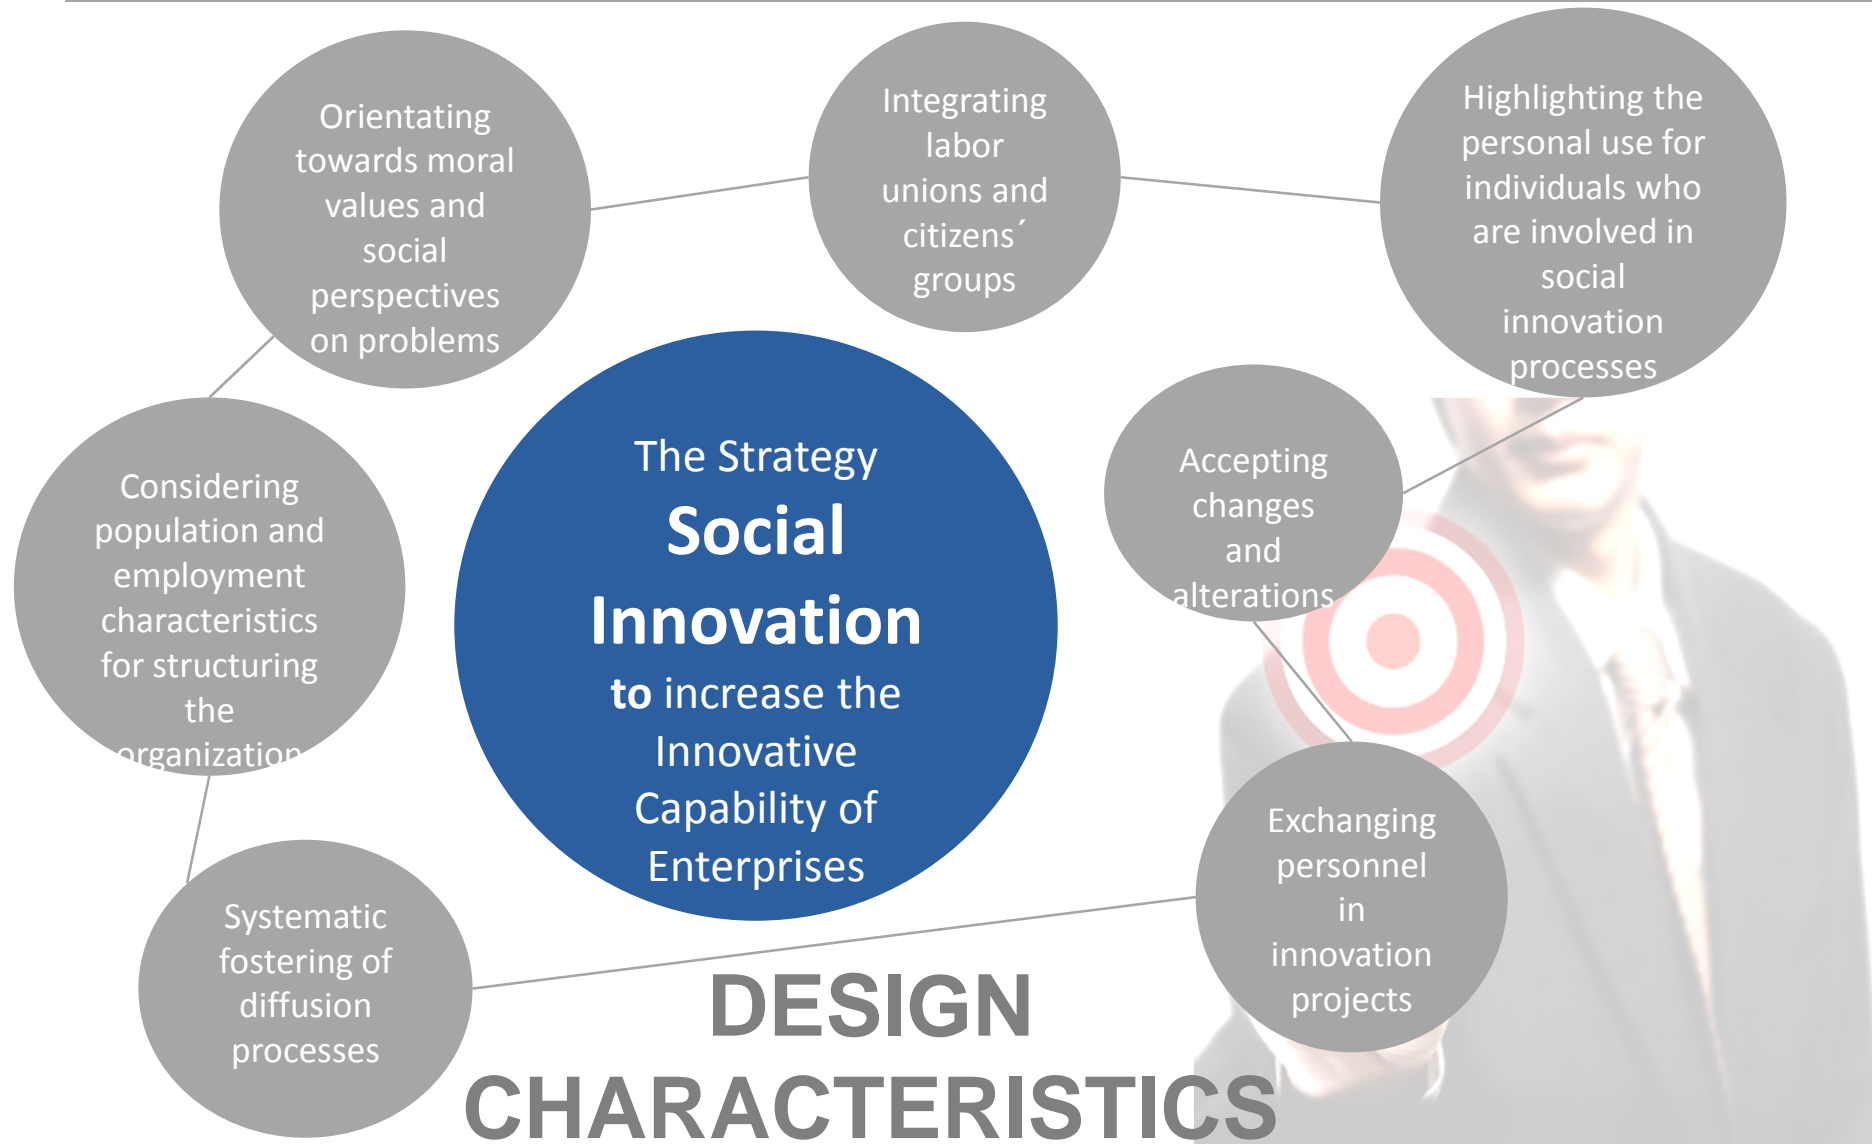 Orientating
towards moral
values and
social
perspectives
on problems
Integrating
labor
unions and
citizens´
groups
Highlighting the
personal use for
individuals who
are involved in
social
innovation
processes
Considering
population and
employment
characteristics
for structuring
the
organization
The Strategy
Social
Innovation
to increase the
Innovative
Capability of
Enterprises
Accepting
changes
and
alterations
Exchanging
personnel
in
innovation
projects
Systematic
fostering of
diffusion
processes
DESIGN
CHARACTERISTICS